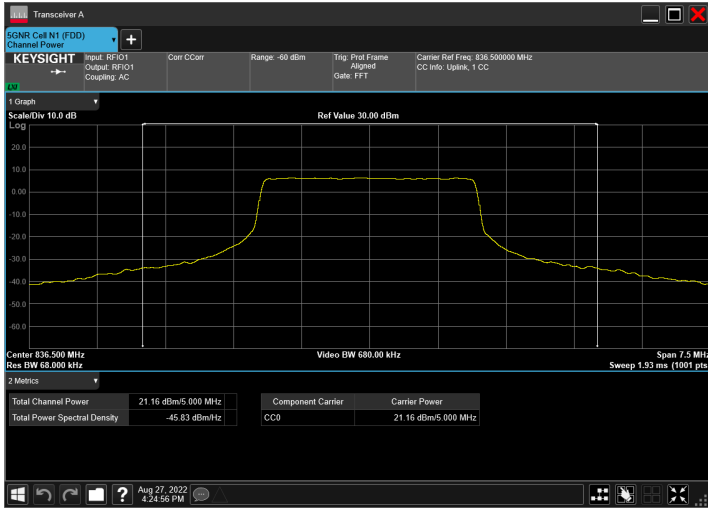 Transceiver A
5GNR Cell N1 (FDD)
Channel Power
KEYSIGHT
LXI
Input: RFIO1
Output: RFIO1
Coupling: AC
Corr CCorr
Range: -60 dBm
Trig: Prot Frame
Aligned
Gate: FFT
Carrier Ref Freq: 836.500000 MHz
CC Info: Uplink, 1 CC
1 Graph
Scale/Div 10.0 dB
Ref Value 30.00 dBm
Log
20.0
10.0
0.00
-10.0
-20.0
-30.0
-40.0
-50.0
-60.0
Center 836.500 MHz
Video BW 680.00 kHz
Span 7.5 MHz
Res BW 68.000 kHz
Sweep 1.93 ms (1001 pts
2 Metrics
Total Channel Power 21.16 dBm/5.000 MHz
Total Power Spectral Density -45.83 dBm/Hz
Component Carrier Carrier Power
CC0 21.16 dBm/5.000 MHz
?
Aug 27, 2022
4:24:56 PM